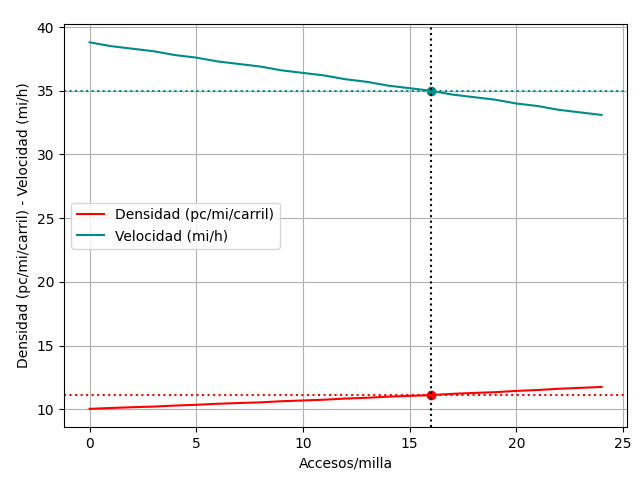 40
35
30
25
20
15
10
Densidad (pc/mi/carril) - Velocidad (mi/h)
Densidad (pc/mi/carril)
Velocidad (mi/h)
0 5 10 15 20 25
Accesos/milla